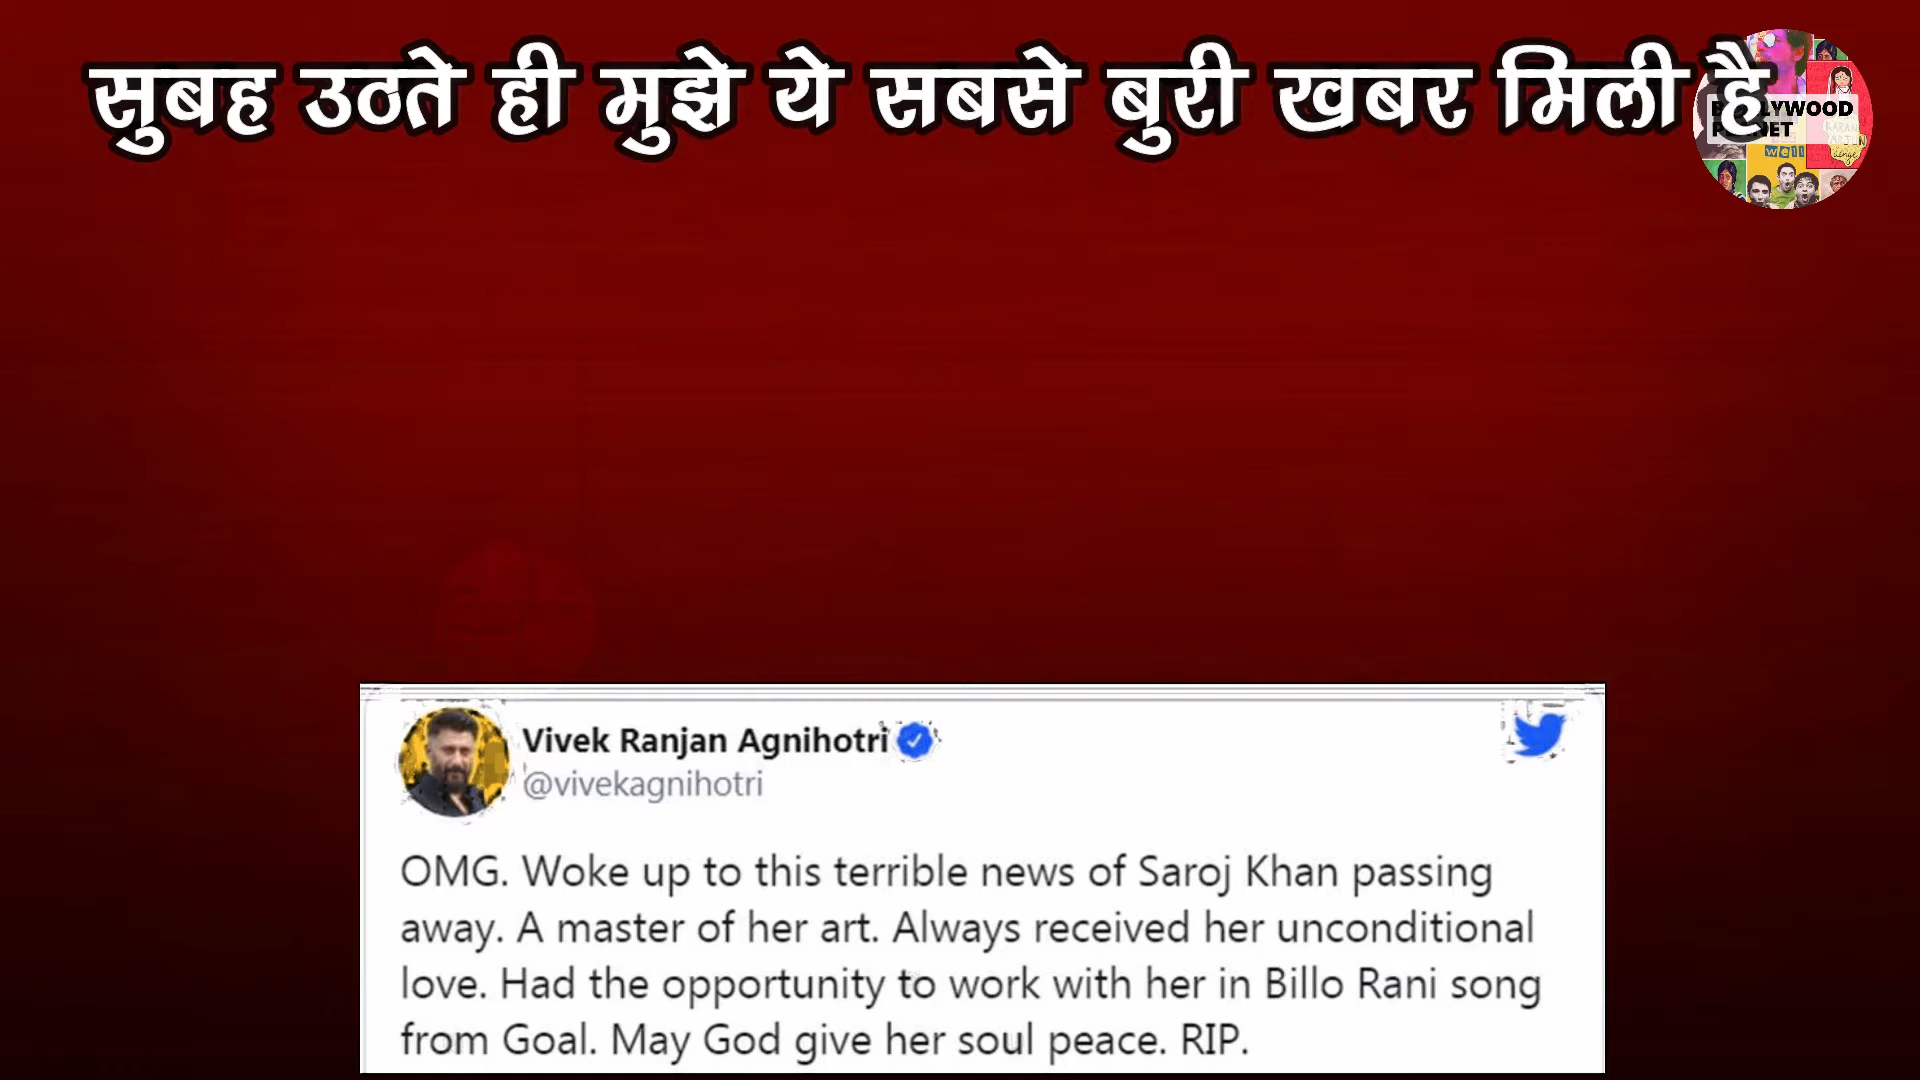 सुबह उठते ही मुझे ये सबसे बुरी खबर मिली है
Vivek Ranjan Agnihotri
@vivekagnihotri
OMG. Woke up to this terrible news of Saroj Khan passing
away. A master of her art. Always received her unconditional
love. Had the opportunity to work with her in Billo Rani song
from Goal. May God give her soul peace. RIP.
well